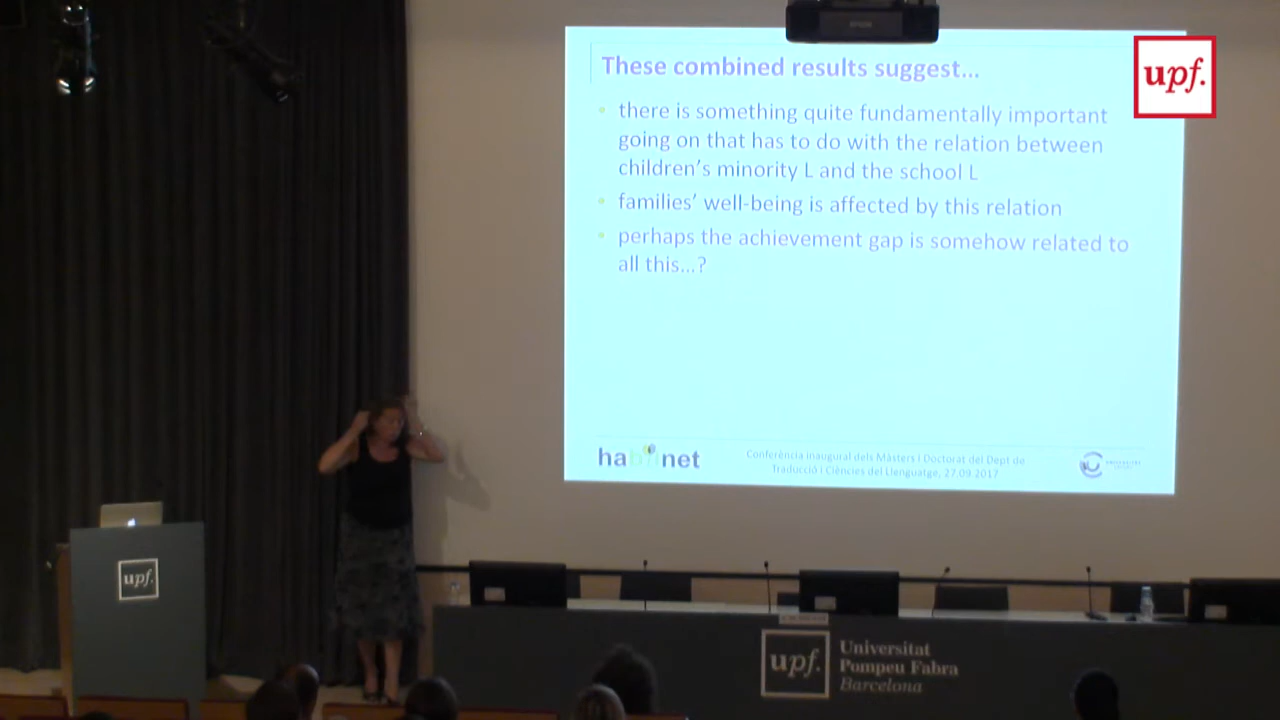 EPSON
These combined results suggest...
there is something quite fundamentally important
going on that has to do with the relation between
children's minority L and the school L
families' well-being is affected by this relation
perhaps the achievement gap is somehow related to
all this...?
habilnet
Conferència inaugural dels Màsters i Doctorat del Dept de
Traducció i Ciències del Llenguatge, 27.09.2017
upf.
upf.
upf.
Universitat
Pompeu Fabra
Barcelona